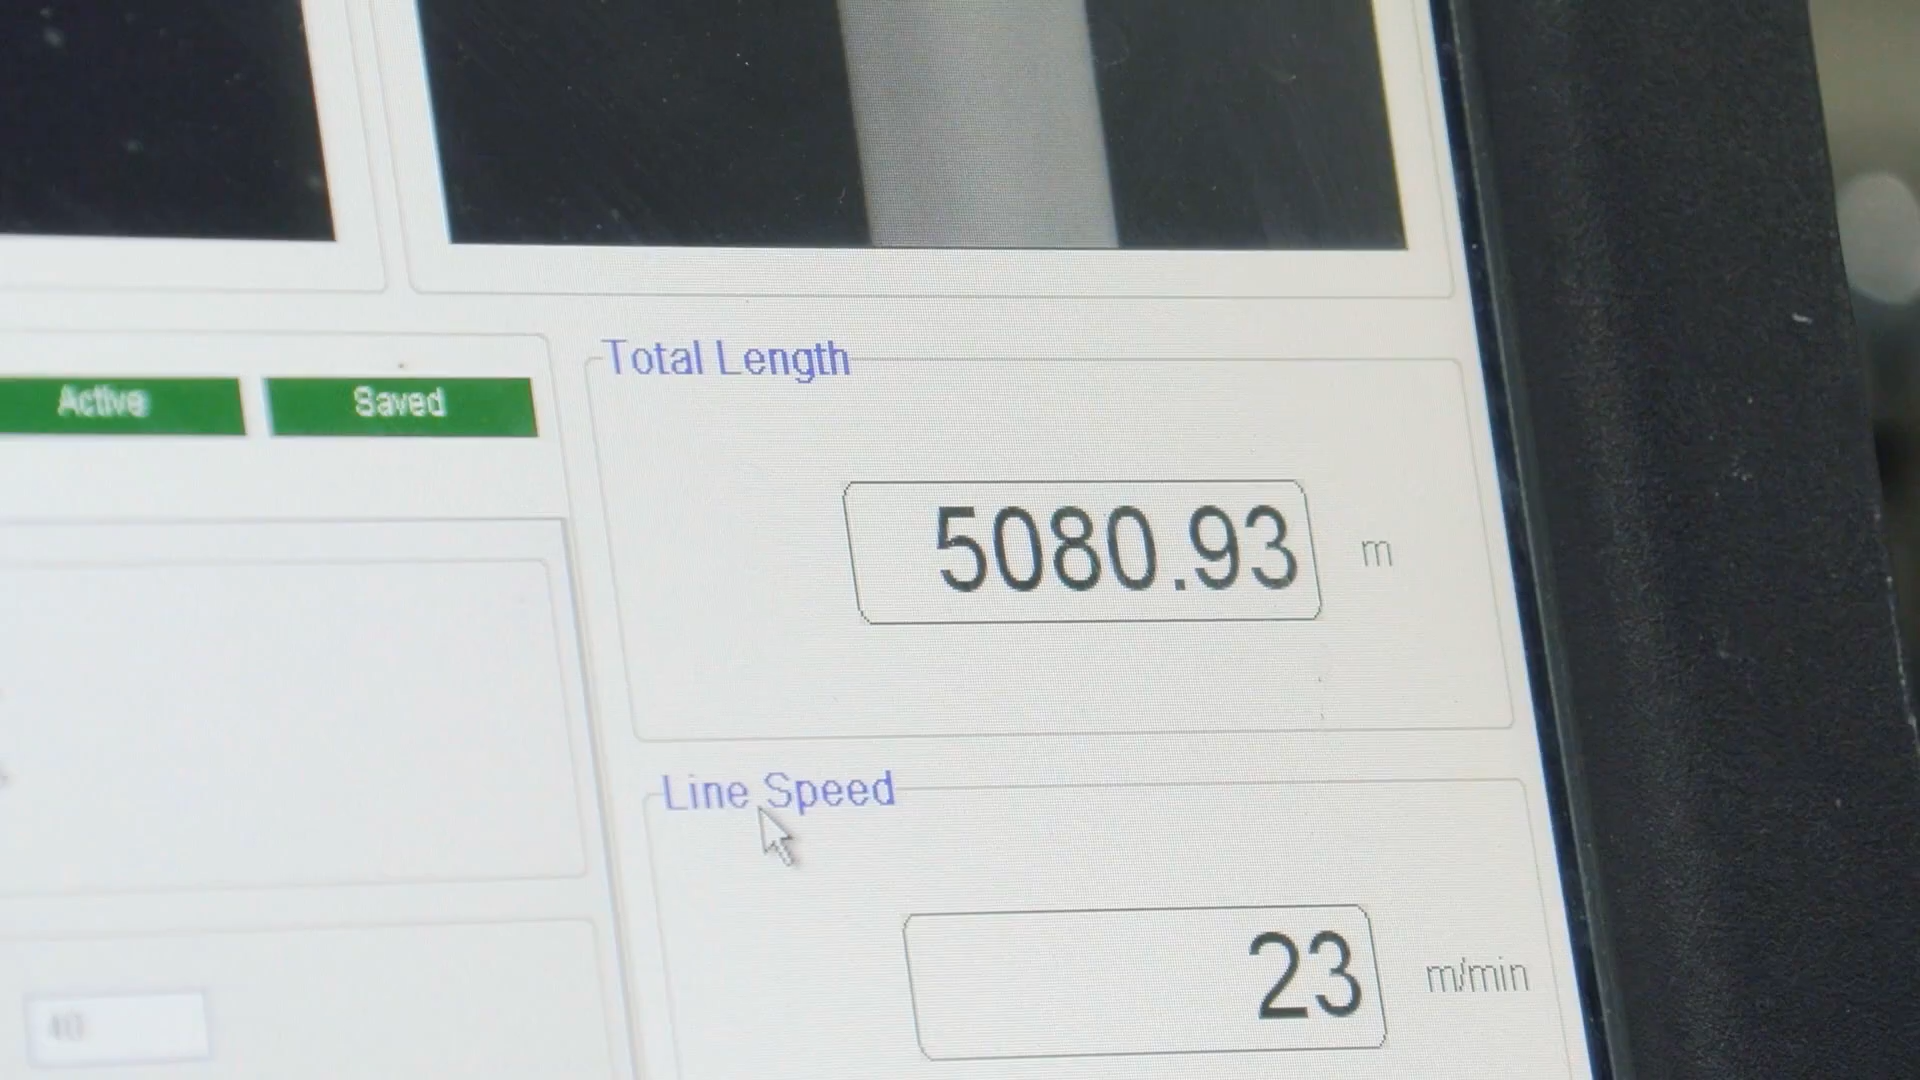 Active
Saved
Total Length
5080.93 m
Line Speed
23 m/min